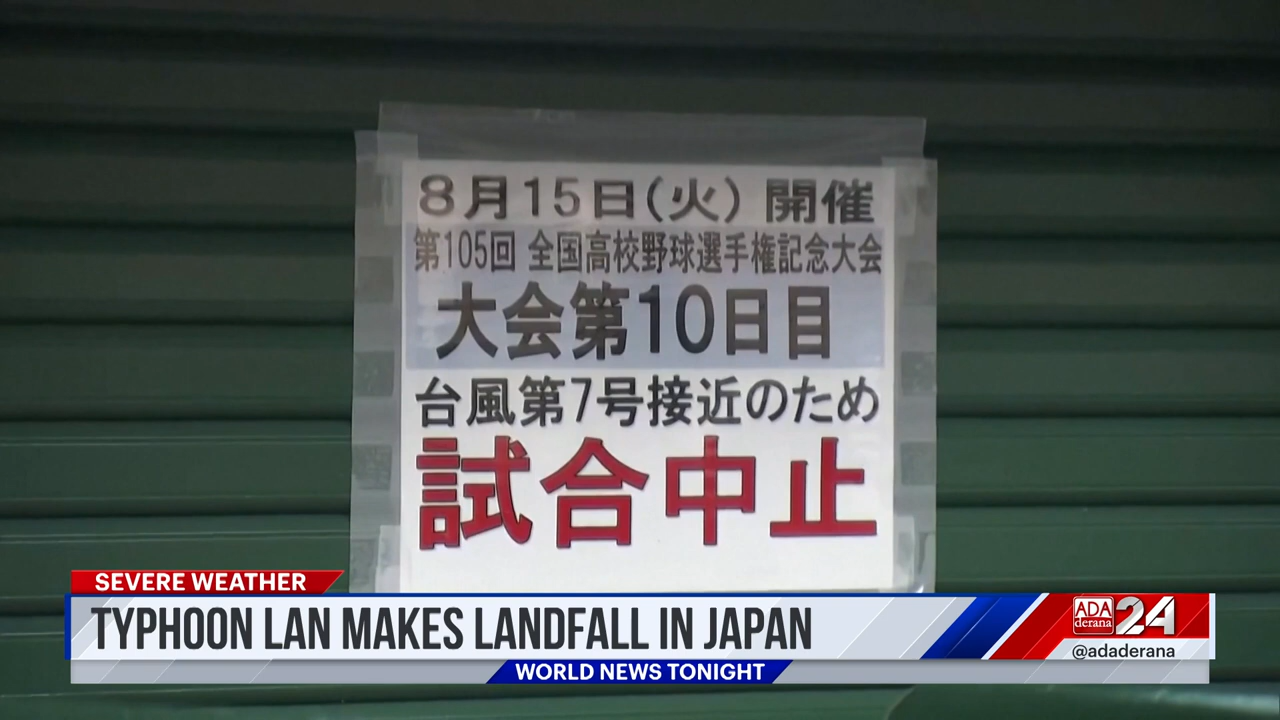 8月15日(火) 開催
第105回 全国高校野球選手権記念大会
大会第10日目
台風第7号接近のため
試合中止
SEVERE WEATHER
TYPHOON LAN MAKES LANDFALL IN JAPAN
ADA
derana
24
@adaderana
WORLD NEWS TONIGHT